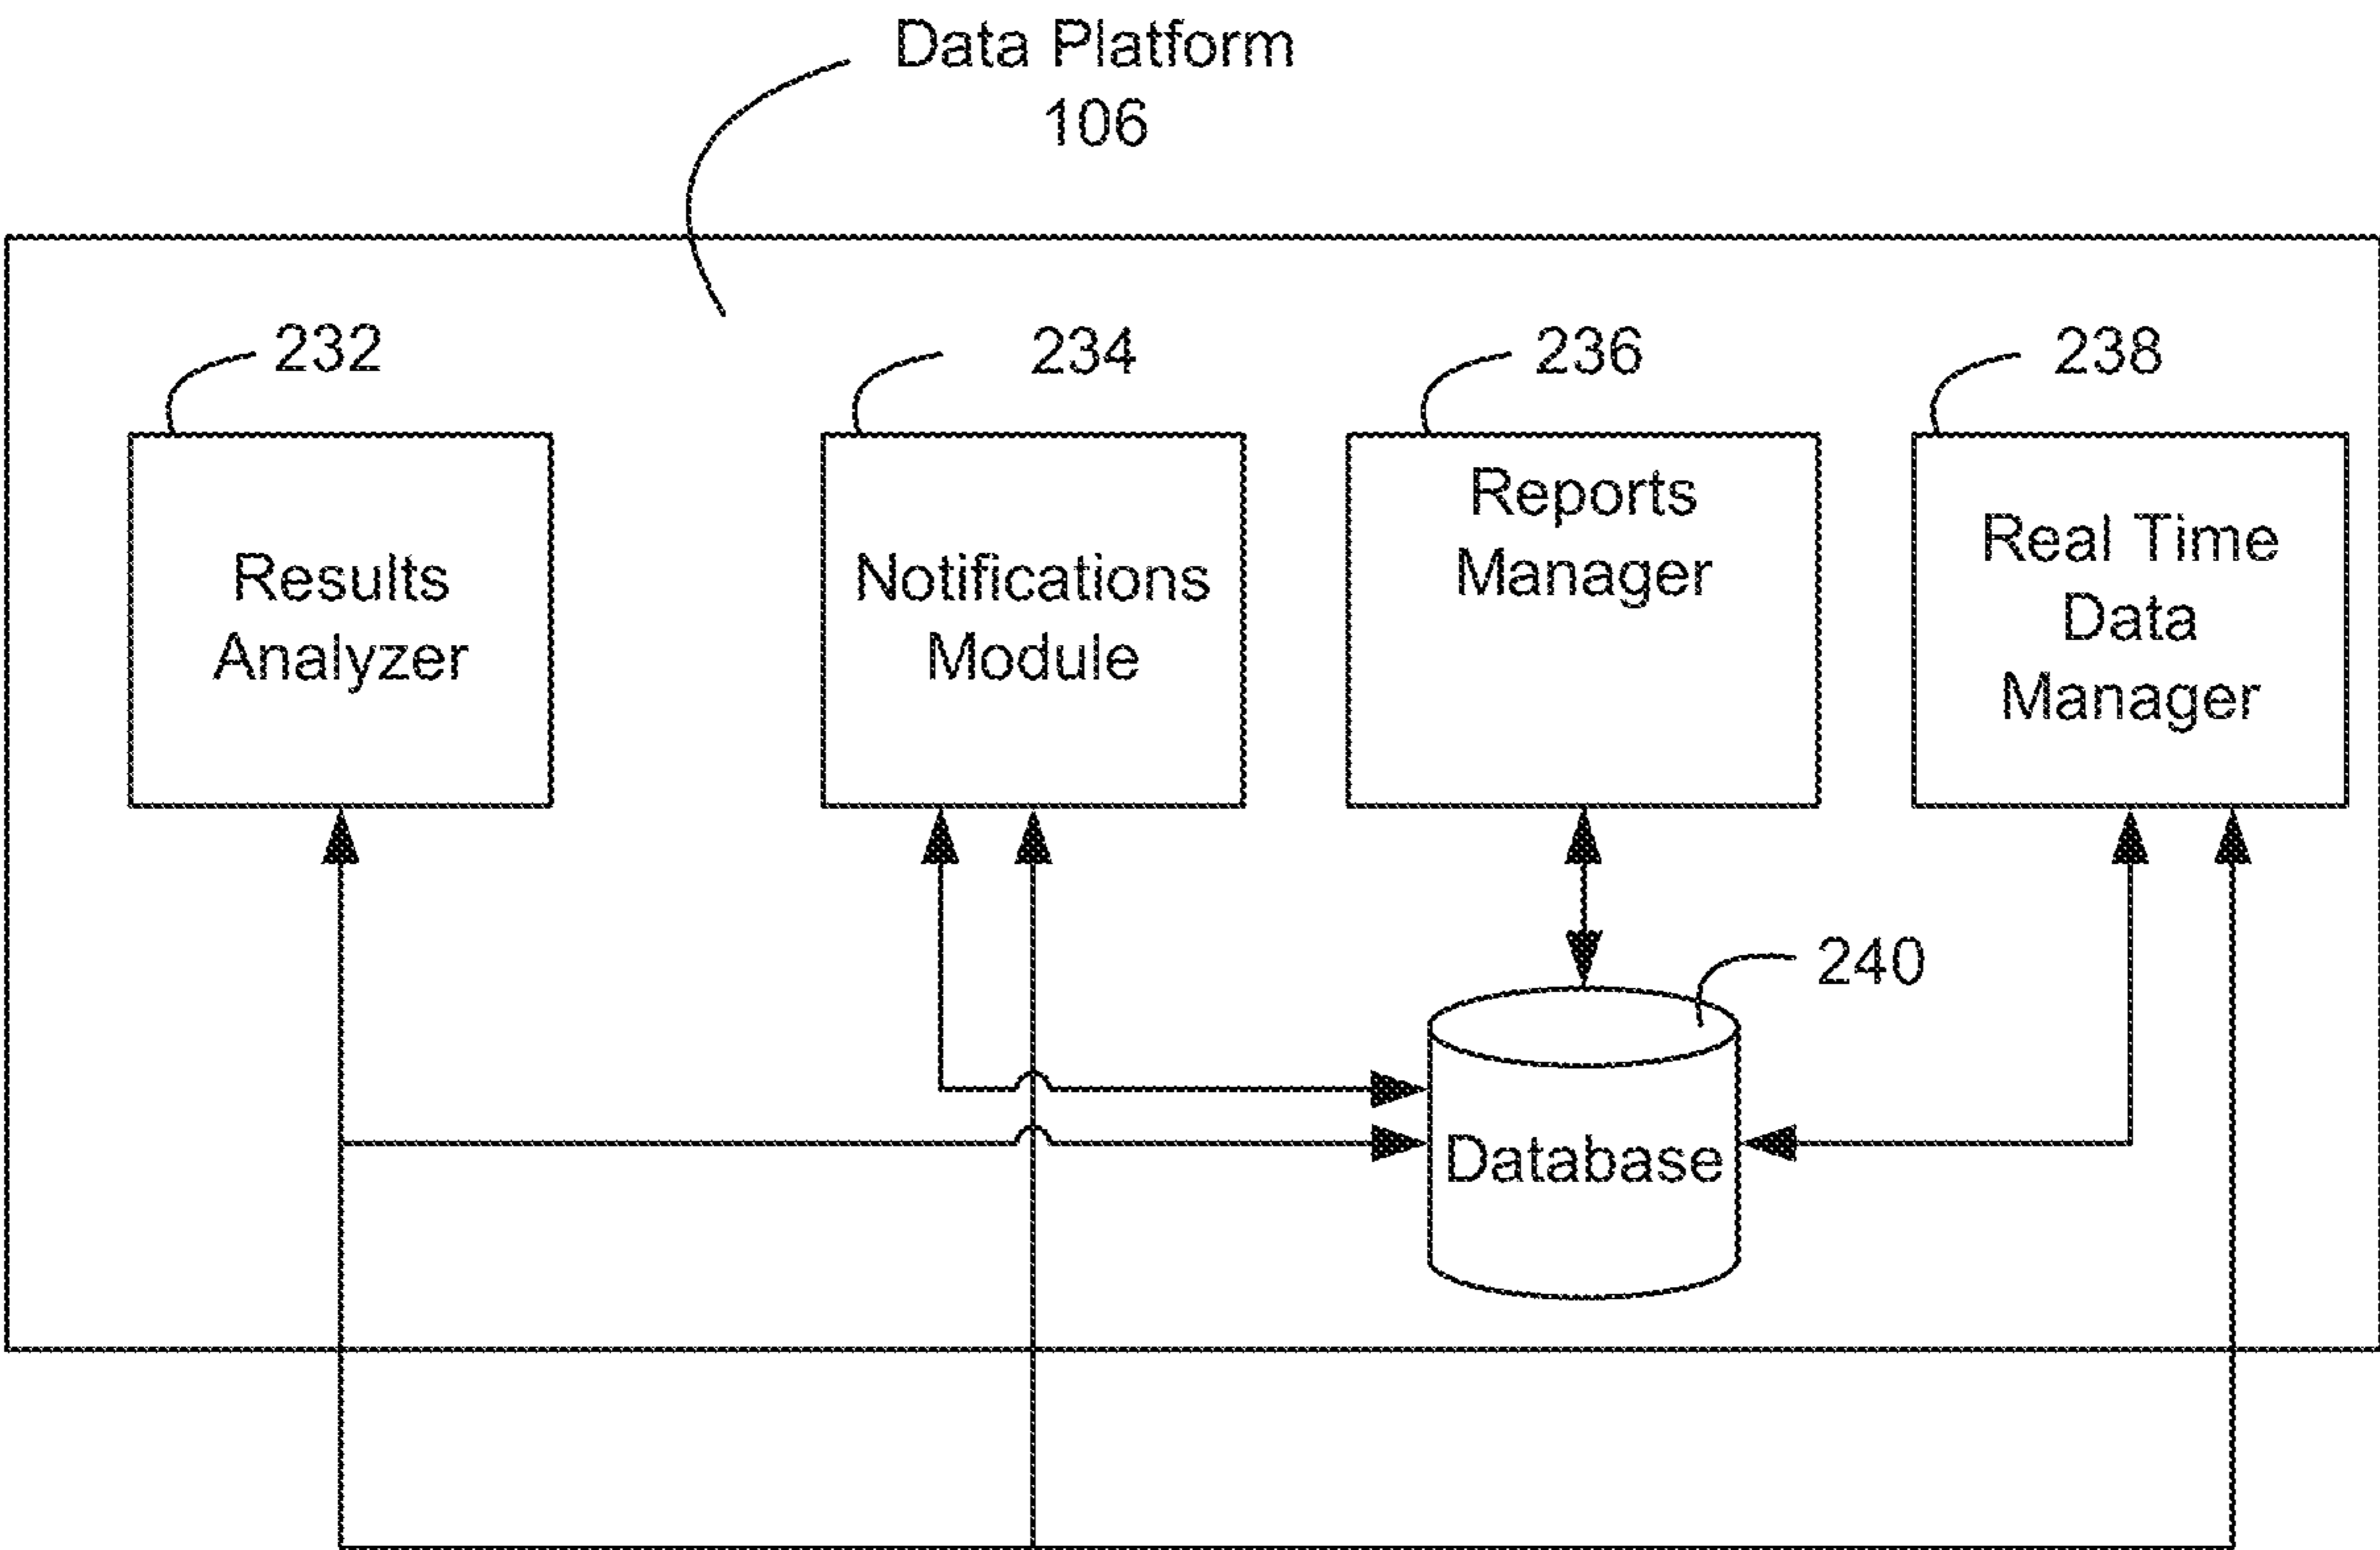 Data Platform
106
232
234
236
238
Results
Analyzer
Notifications
Module
Reports
Manager
Real Time
Data
Manager
240
Database